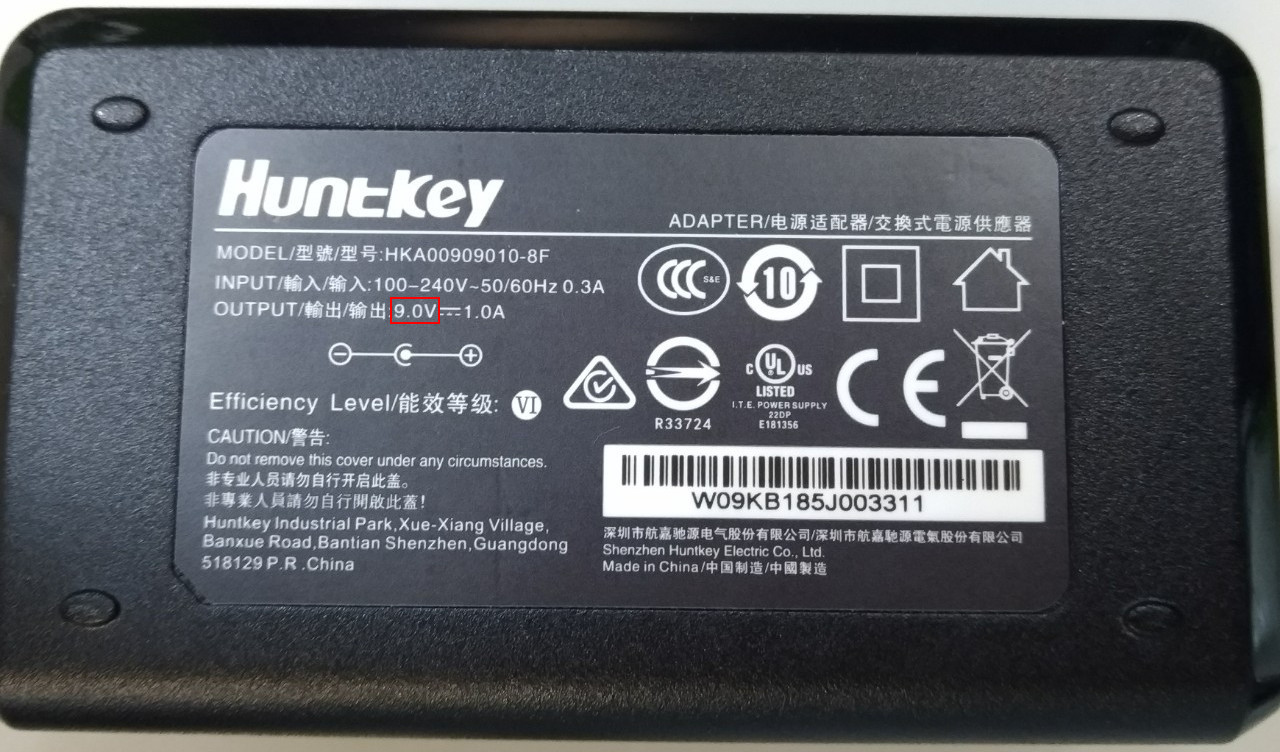 Huntkey
ADAPTER/电源适配器/交換式電源供應器
MODEL/型號/型号:HKA00909010-8F
INPUT/輸入/输入:100-240V~50/60Hz 0.3A
OUTPUT/輸出/输出:9.0V⎓1.0A
Efficiency Level/能效等级: VI
CAUTION/警告:
Do not remove this cover under any circumstances.
非专业人员请勿自行开启此盖。
非專業人員請勿自行開啟此蓋!
Huntkey Industrial Park,Xue-Xiang Village,
Banxue Road,Bantian Shenzhen,Guangdong
518129 P.R .China
CCC S&E
10
R33724
C UL US
LISTED
I.T.E. POWER SUPPLY
22DP
E181356
CE
W09KB185J003311
深圳市航嘉驰源电气股份有限公司/深圳市航嘉馳源電氣股份有限公司
Shenzhen Huntkey Electric Co., Ltd.
Made in China/中国制造/中國製造